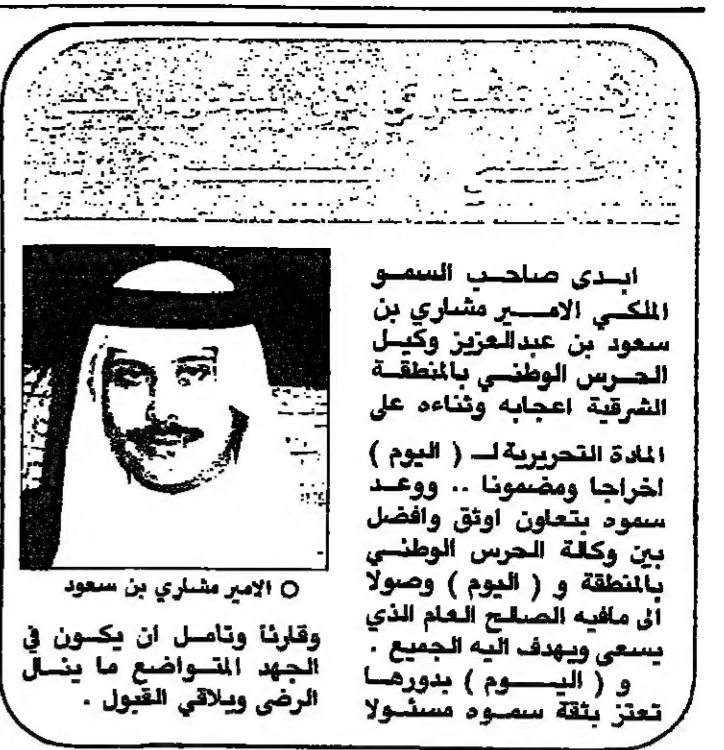 ابدى صاحب السمو
الملكي الامير مشاري بن
سعود بن عبدالعزيز وكيل
الحرس الوطني بالمنطقة
الشرقية اعجابه وثناءه على
المادة التحريرية لـ ( اليوم )
اخراجا ومضمونا .. ووعد
سموه بتعاون اوثق وافضل
بين وكالة الحرس الوطني
بالمنطقة و ( اليوم ) وصولا
الى مافيه الصالح العام الذي
يسعى ويهدف اليه الجميع .
و ( اليوم ) بدورها
تعتز بثقة سموه مسئولا
O الامير مشاري بن سعود
وقارئا وتامل ان يكون في
الجهد المتواضع ما ينال
الرضى ويلاقي القبول .